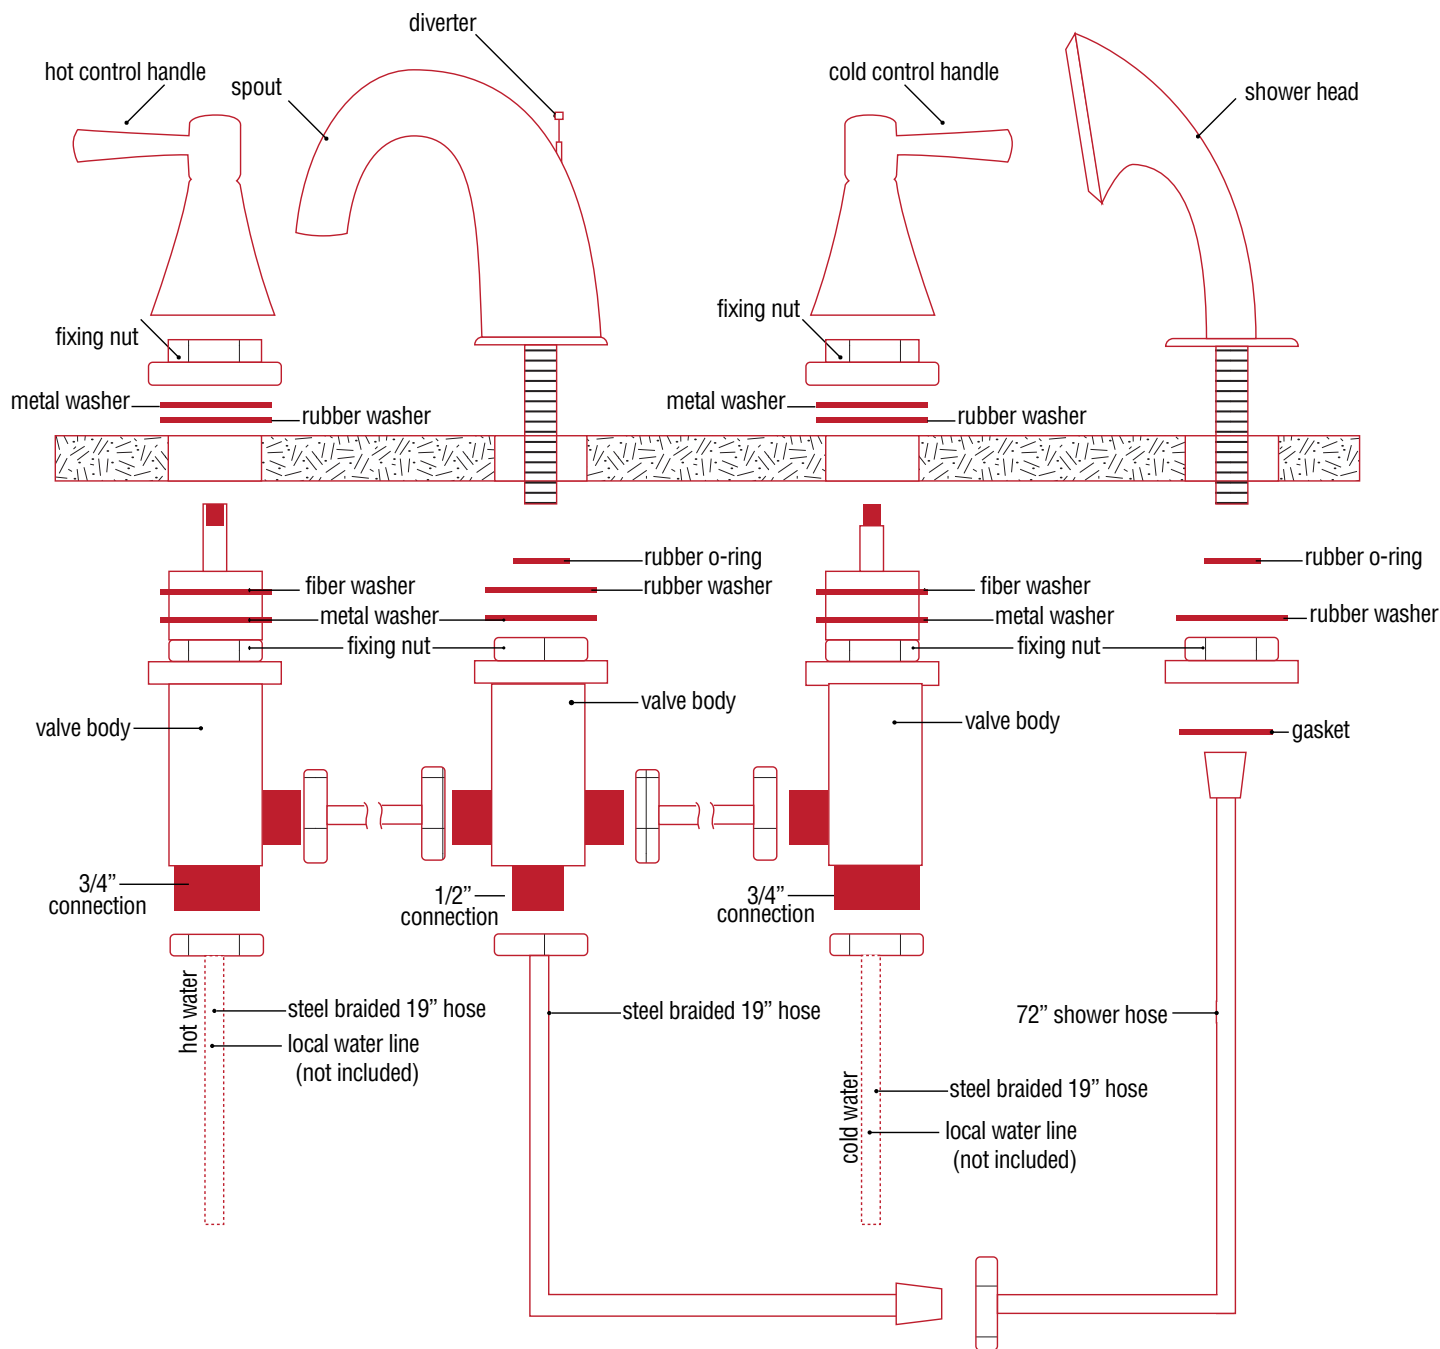 diverter
hot control handle
spout
cold control handle
shower head
fixing nut
fixing nut
metal washer
rubber washer
metal washer
rubber washer
rubber o-ring
rubber o-ring
fiber washer
rubber washer
fiber washer
metal washer
metal washer
rubber washer
fixing nut
fixing nut
valve body
valve body
valve body
gasket
3/4”
connection
1/2”
connection
3/4”
connection
hot water
steel braided 19” hose
local water line
(not included)
steel braided 19” hose
72” shower hose
cold water
steel braided 19” hose
local water line
(not included)